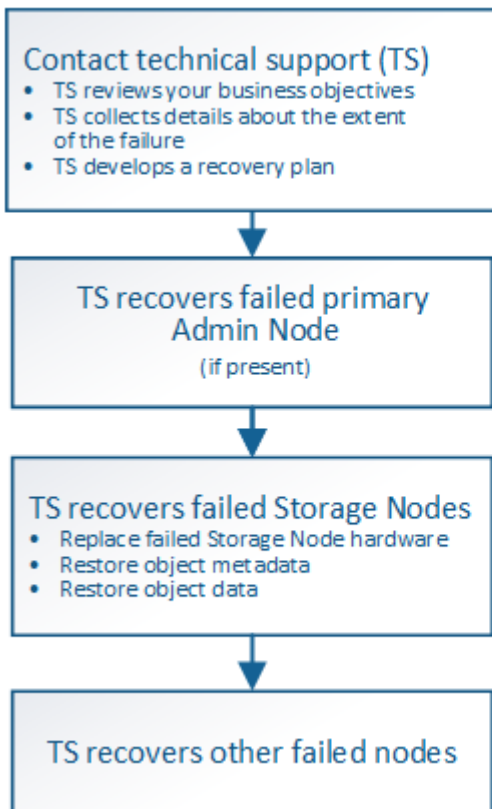 Contact technical support (TS)
• TS reviews your business objectives
• TS collects details about the extent
of the failure
• TS develops a recovery plan
TS recovers failed primary
Admin Node
(if present)
TS recovers failed Storage Nodes
• Replace failed Storage Node hardware
• Restore object metadata
• Restore object data
TS recovers other failed nodes